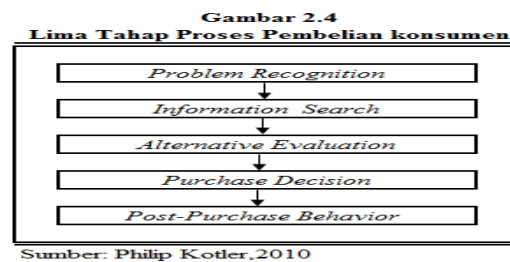 Gambar 2.4
Lima Tahap Proses Pembelian konsumen
Problem Recognition
Information Search
Alternative Evaluation
Purchase Decision
Post-Purchase Behavior
Sumber: Philip Kotler,2010